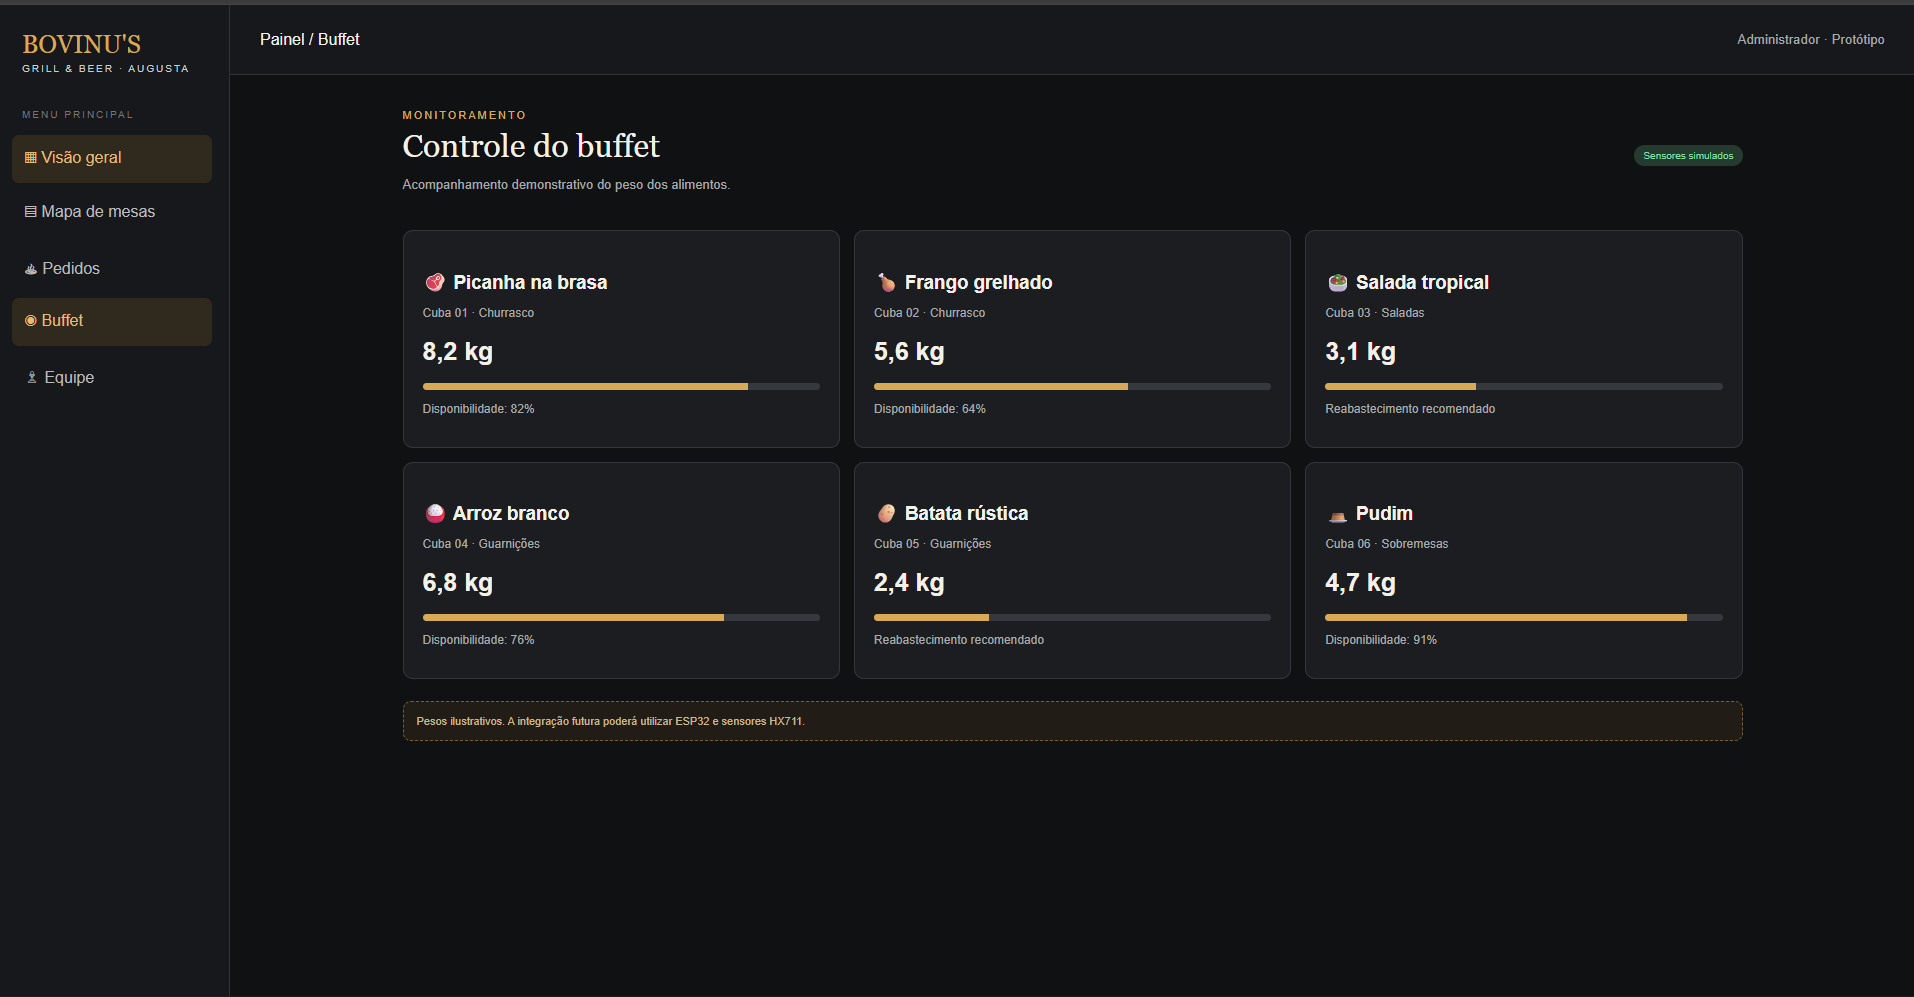 BOVINU'S
GRILL & BEER · AUGUSTA
MENU PRINCIPAL
Visão geral
Mapa de mesas
Pedidos
Buffet
Equipe
Painel / Buffet
Administrador · Protótipo
MONITORAMENTO
Controle do buffet
Acompanhamento demonstrativo do peso dos alimentos.
Sensores simulados
Picanha na brasa
Cuba 01 · Churrasco
8,2 kg
Disponibilidade: 82%
Frango grelhado
Cuba 02 · Churrasco
5,6 kg
Disponibilidade: 64%
Salada tropical
Cuba 03 · Saladas
3,1 kg
Reabastecimento recomendado
Arroz branco
Cuba 04 · Guarnições
6,8 kg
Disponibilidade: 76%
Batata rústica
Cuba 05 · Guarnições
2,4 kg
Reabastecimento recomendado
Pudim
Cuba 06 · Sobremesas
4,7 kg
Disponibilidade: 91%
Pesos ilustrativos. A integração futura poderá utilizar ESP32 e sensores HX711.